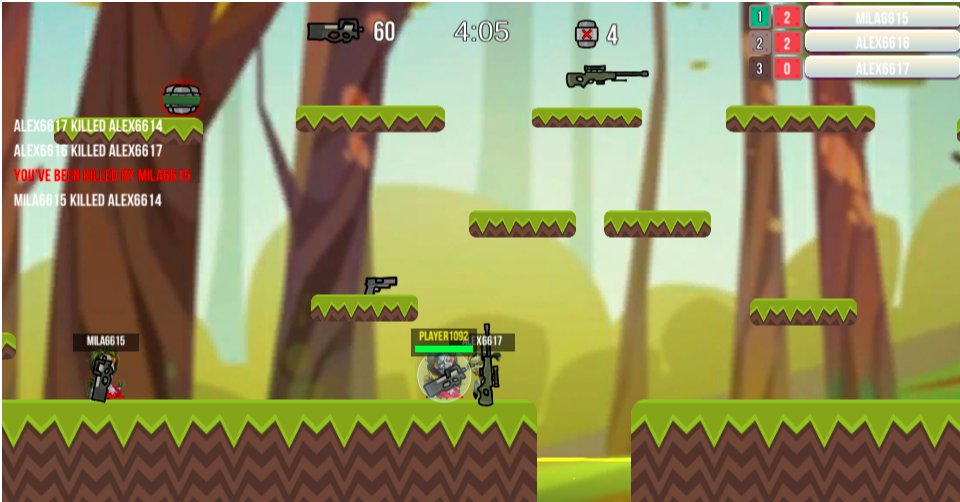 60 4:05 4
1 2 MILA6615
2 2 ALEX6616
3 0 ALEX6617
ALEX6617 KILLED ALEX6614
ALEX6616 KILLED ALEX6617
YOU'VE BEEN KILLED BY MILA6615
MILA6615 KILLED ALEX6614
MILA6615
PLAYER1092
ALEX6617